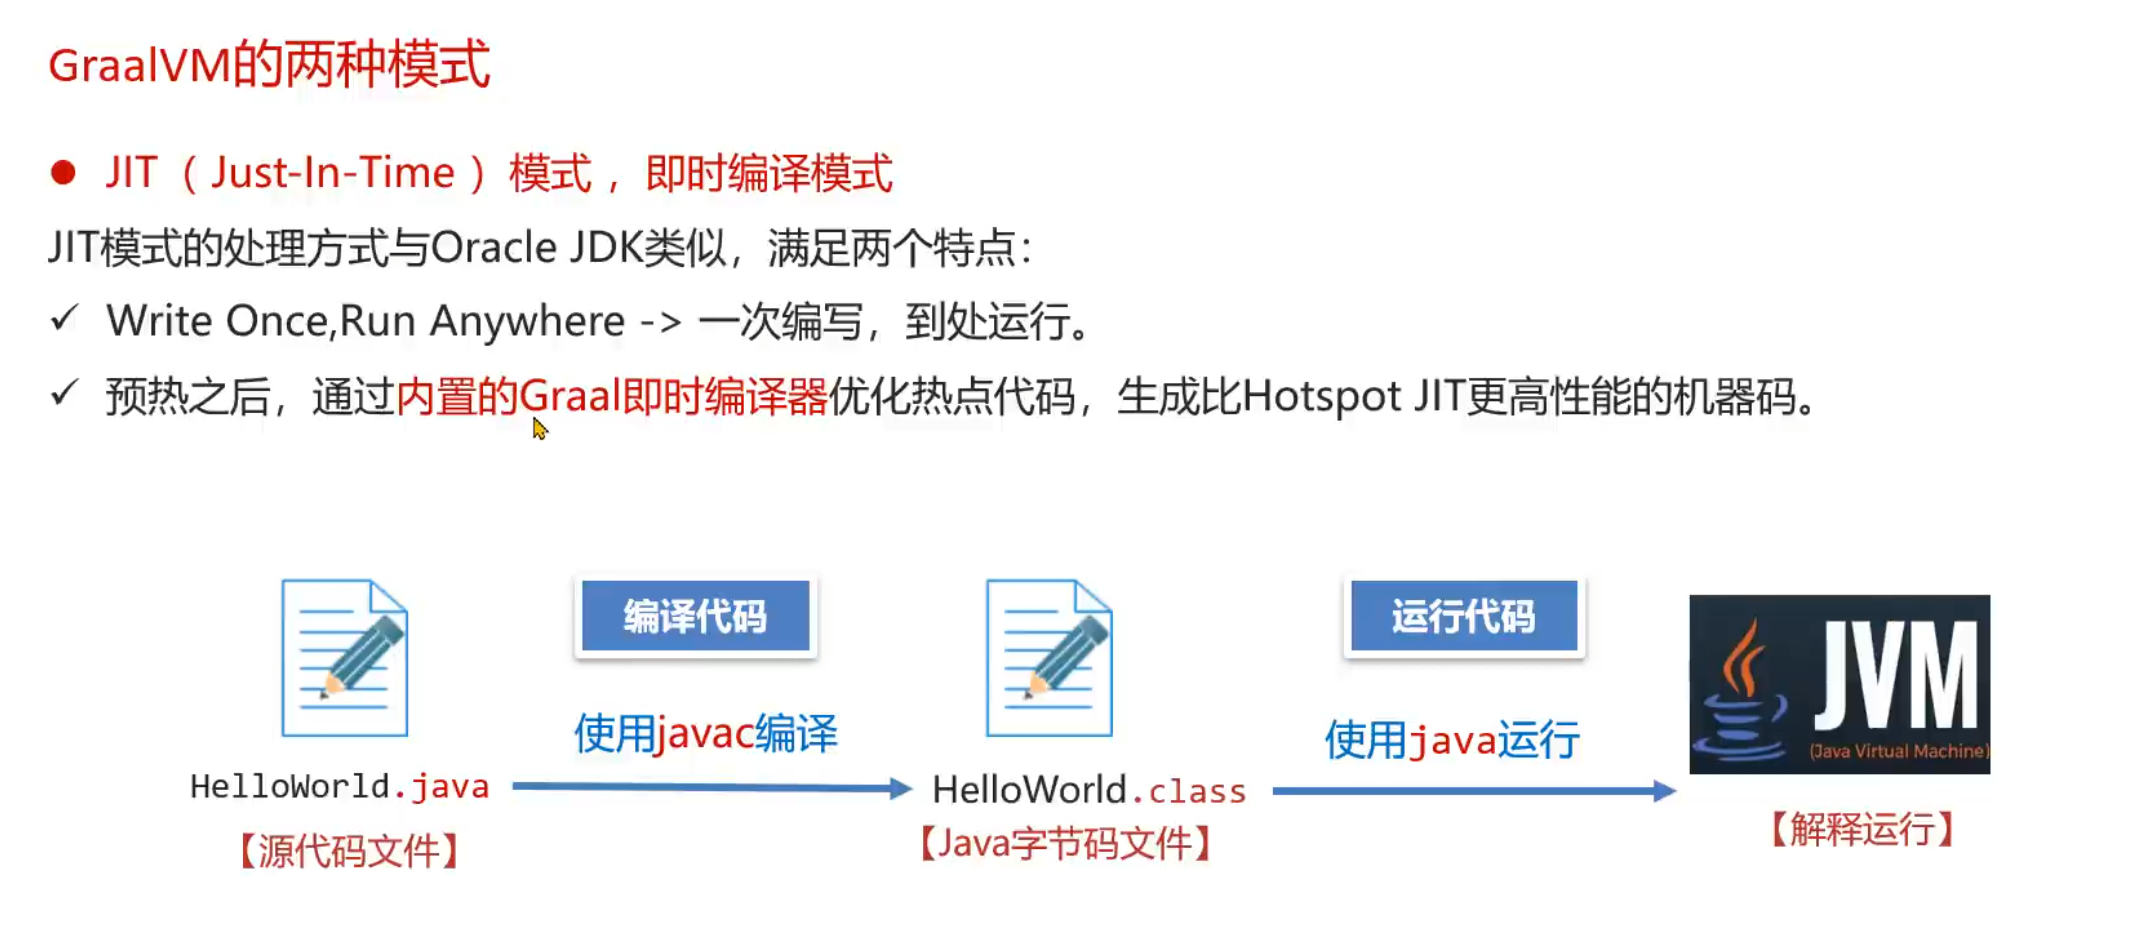 GraalVM的两种模式
● JIT（Just-In-Time）模式，即时编译模式
JIT模式的处理方式与Oracle JDK类似，满足两个特点：
✓ Write Once,Run Anywhere -> 一次编写，到处运行。
✓ 预热之后，通过内置的Graal即时编译器优化热点代码，生成比Hotspot JIT更高性能的机器码。
编译代码
运行代码
使用javac编译
使用java运行
JVM
(Java Virtual Machine)
HelloWorld.java
HelloWorld.class
【源代码文件】
【Java字节码文件】
【解释运行】